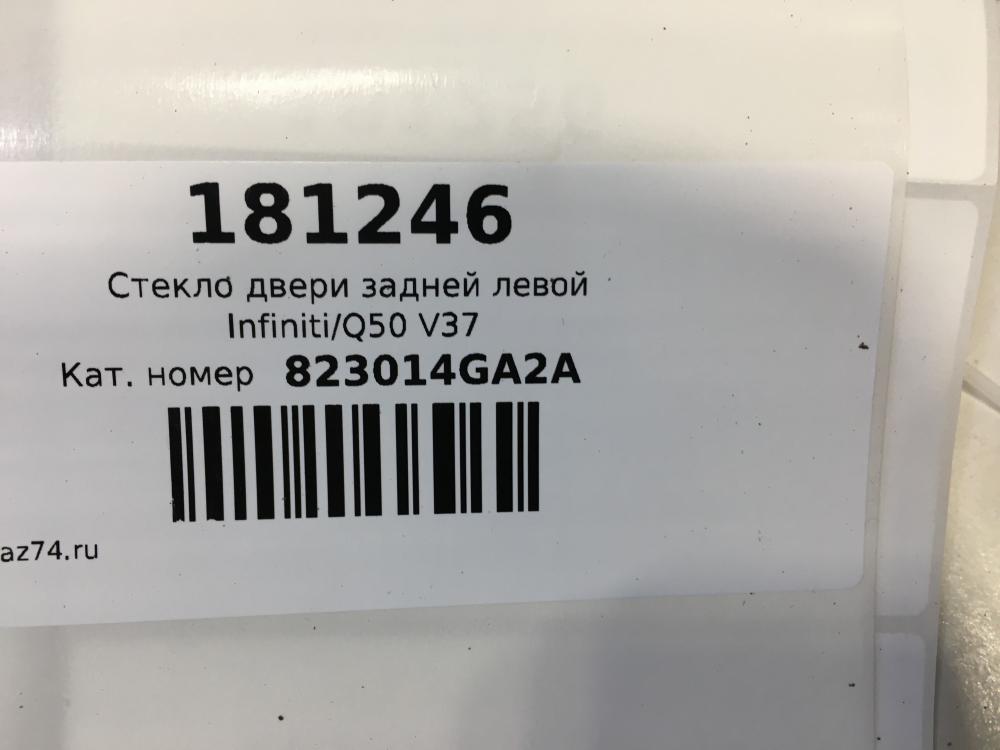 181246
Стекло двери задней левой
Infiniti/Q50 V37
Кат. номер 823014GA2A
az74.ru